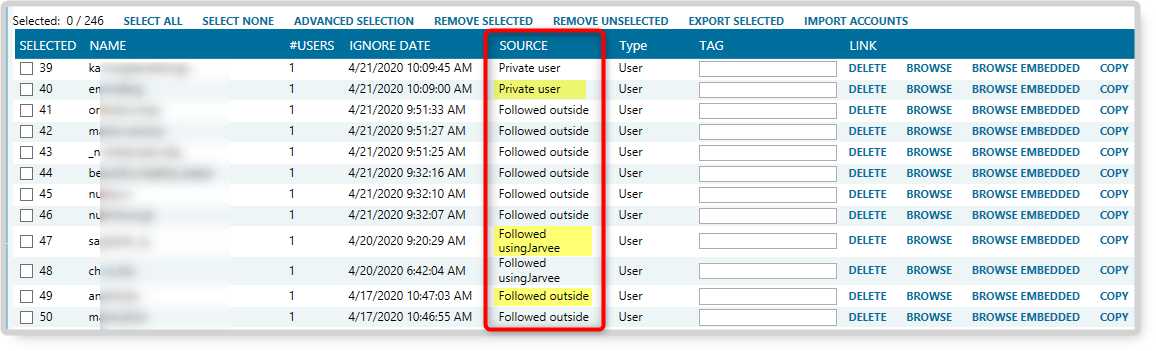 Selected: 0 / 246 SELECT ALL SELECT NONE ADVANCED SELECTION REMOVE SELECTED REMOVE UNSELECTED EXPORT SELECTED IMPORT ACCOUNTS
SELECTED NAME #USERS IGNORE DATE SOURCE Type TAG LINK
39 ka 1 4/21/2020 10:09:45 AM Private user User DELETE BROWSE BROWSE EMBEDDED COPY
40 em 1 4/21/2020 10:09:00 AM Private user User DELETE BROWSE BROWSE EMBEDDED COPY
41 or 1 4/21/2020 9:51:33 AM Followed outside User DELETE BROWSE BROWSE EMBEDDED COPY
42 ma 1 4/21/2020 9:51:27 AM Followed outside User DELETE BROWSE BROWSE EMBEDDED COPY
43 _n 1 4/21/2020 9:51:25 AM Followed outside User DELETE BROWSE BROWSE EMBEDDED COPY
44 be 1 4/21/2020 9:32:16 AM Followed outside User DELETE BROWSE BROWSE EMBEDDED COPY
45 nu 1 4/21/2020 9:32:10 AM Followed outside User DELETE BROWSE BROWSE EMBEDDED COPY
46 nu 1 4/21/2020 9:32:07 AM Followed outside User DELETE BROWSE BROWSE EMBEDDED COPY
47 sa 1 4/20/2020 9:20:29 AM Followed usingJarvee User DELETE BROWSE BROWSE EMBEDDED COPY
48 ch 1 4/20/2020 6:42:04 AM Followed usingJarvee User DELETE BROWSE BROWSE EMBEDDED COPY
49 an 1 4/17/2020 10:47:03 AM Followed outside User DELETE BROWSE BROWSE EMBEDDED COPY
50 ma 1 4/17/2020 10:46:55 AM Followed outside User DELETE BROWSE BROWSE EMBEDDED COPY